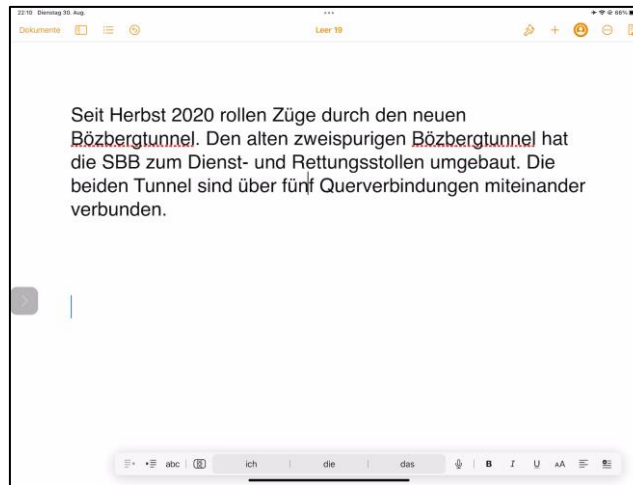 22:10 Dienstag 30. Aug.
66%
Dokumente
Leer 19
Seit Herbst 2020 rollen Züge durch den neuen
Bözbergtunnel. Den alten zweispurigen Bözbergtunnel hat
die SBB zum Dienst- und Rettungsstollen umgebaut. Die
beiden Tunnel sind über fünf Querverbindungen miteinander
verbunden.
abc ich die das B I U AA